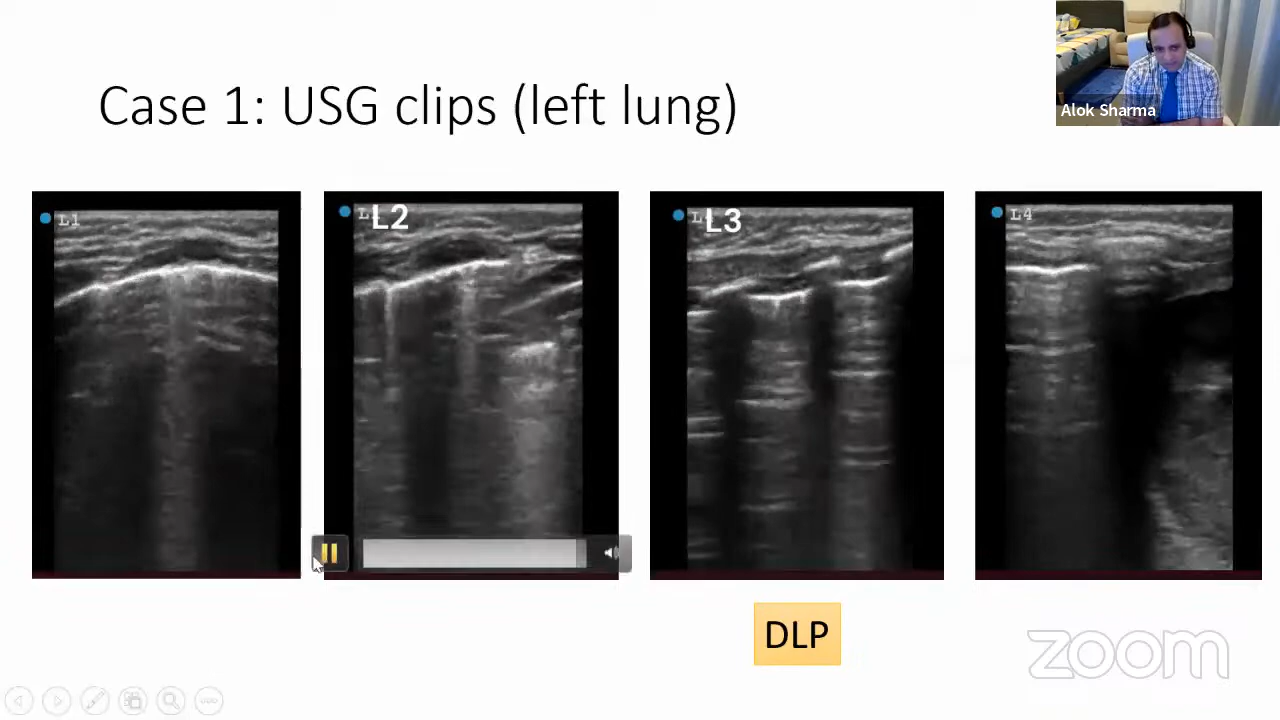 Alok Sharma
Case 1: USG clips (left lung)
L1
L2
L3
L4
DLP
zoom